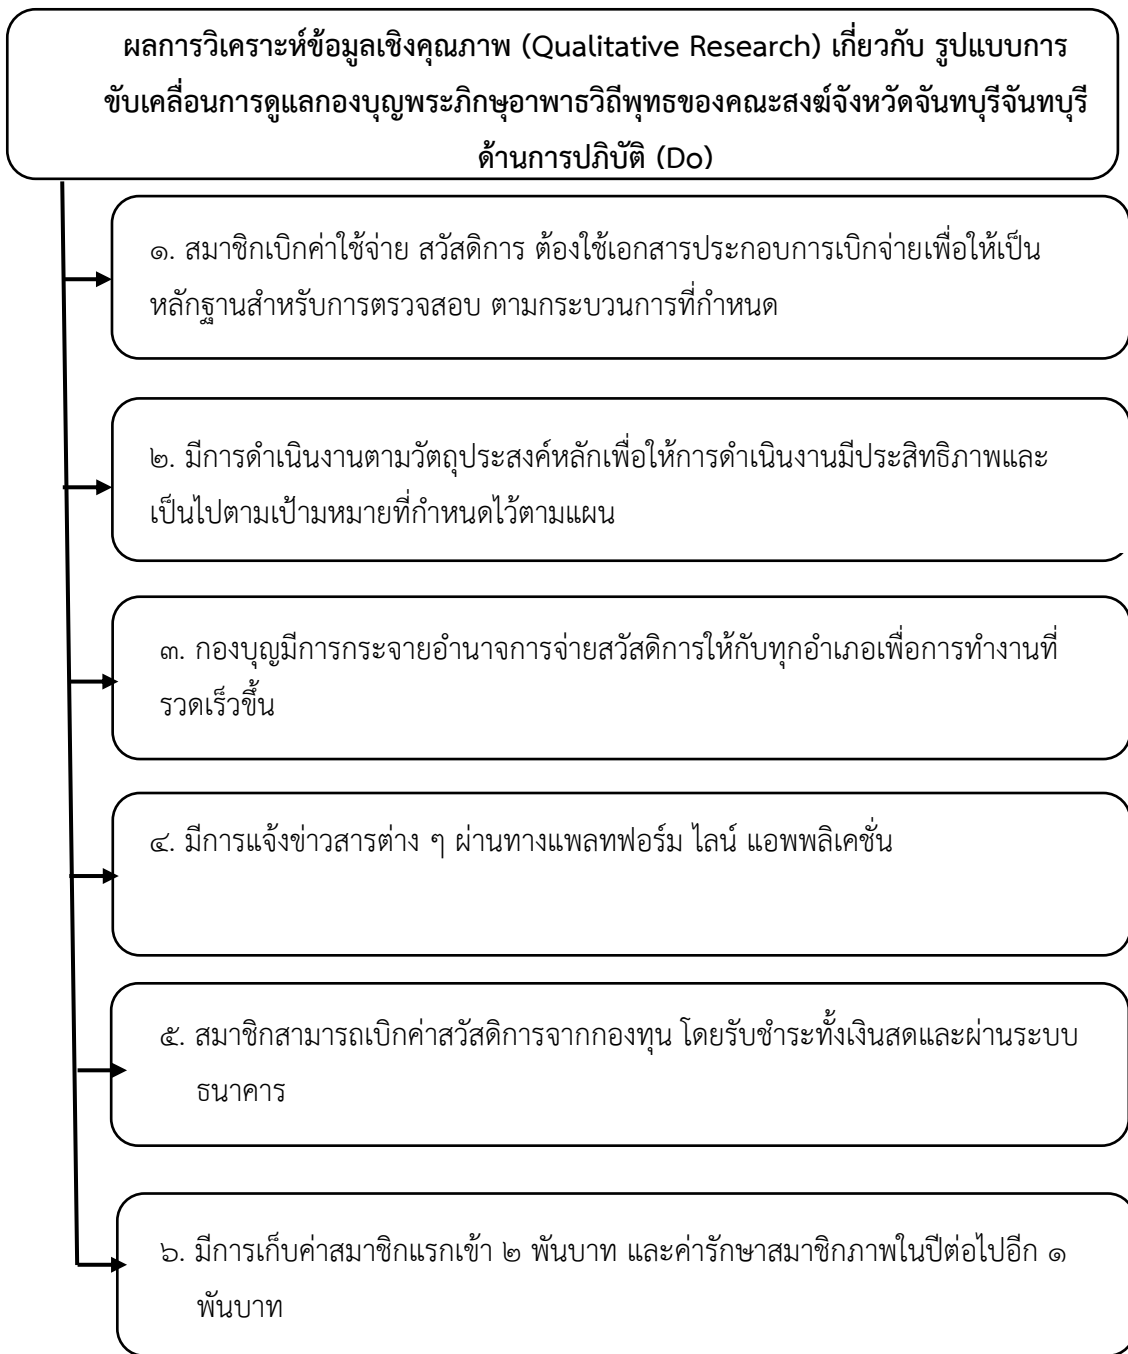 ผลการวิเคราะห์ข้อมูลเชิงคุณภาพ (Qualitative Research) เกี่ยวกับ รูปแบบการ
ขับเคลื่อนการดูแลกองบุญพระภิกษุอาพาธวิถีพุทธของคณะสงฆ์จังหวัดจันทบุรีจันทบุรี
ด้านการปฏิบัติ (Do)
๑. สมาชิกเบิกค่าใช้จ่าย สวัสดิการ ต้องใช้เอกสารประกอบการเบิกจ่ายเพื่อให้เป็น
หลักฐานสำหรับการตรวจสอบ ตามกระบวนการที่กำหนด
๒. มีการดำเนินงานตามวัตถุประสงค์หลักเพื่อให้การดำเนินงานมีประสิทธิภาพและ
เป็นไปตามเป้ามหมายที่กำหนดไว้ตามแผน
๓. กองบุญมีการกระจายอำนาจการจ่ายสวัสดิการให้กับทุกอำเภอเพื่อการทำงานที่
รวดเร็วขึ้น
๔. มีการแจ้งข่าวสารต่าง ๆ ผ่านทางแพลทฟอร์ม ไลน์ แอพพลิเคชั่น
๕. สมาชิกสามารถเบิกค่าสวัสดิการจากกองทุน โดยรับชำระทั้งเงินสดและผ่านระบบ
ธนาคาร
๖. มีการเก็บค่าสมาชิกแรกเข้า ๒ พันบาท และค่ารักษาสมาชิกภาพในปีต่อไปอีก ๑
พันบาท